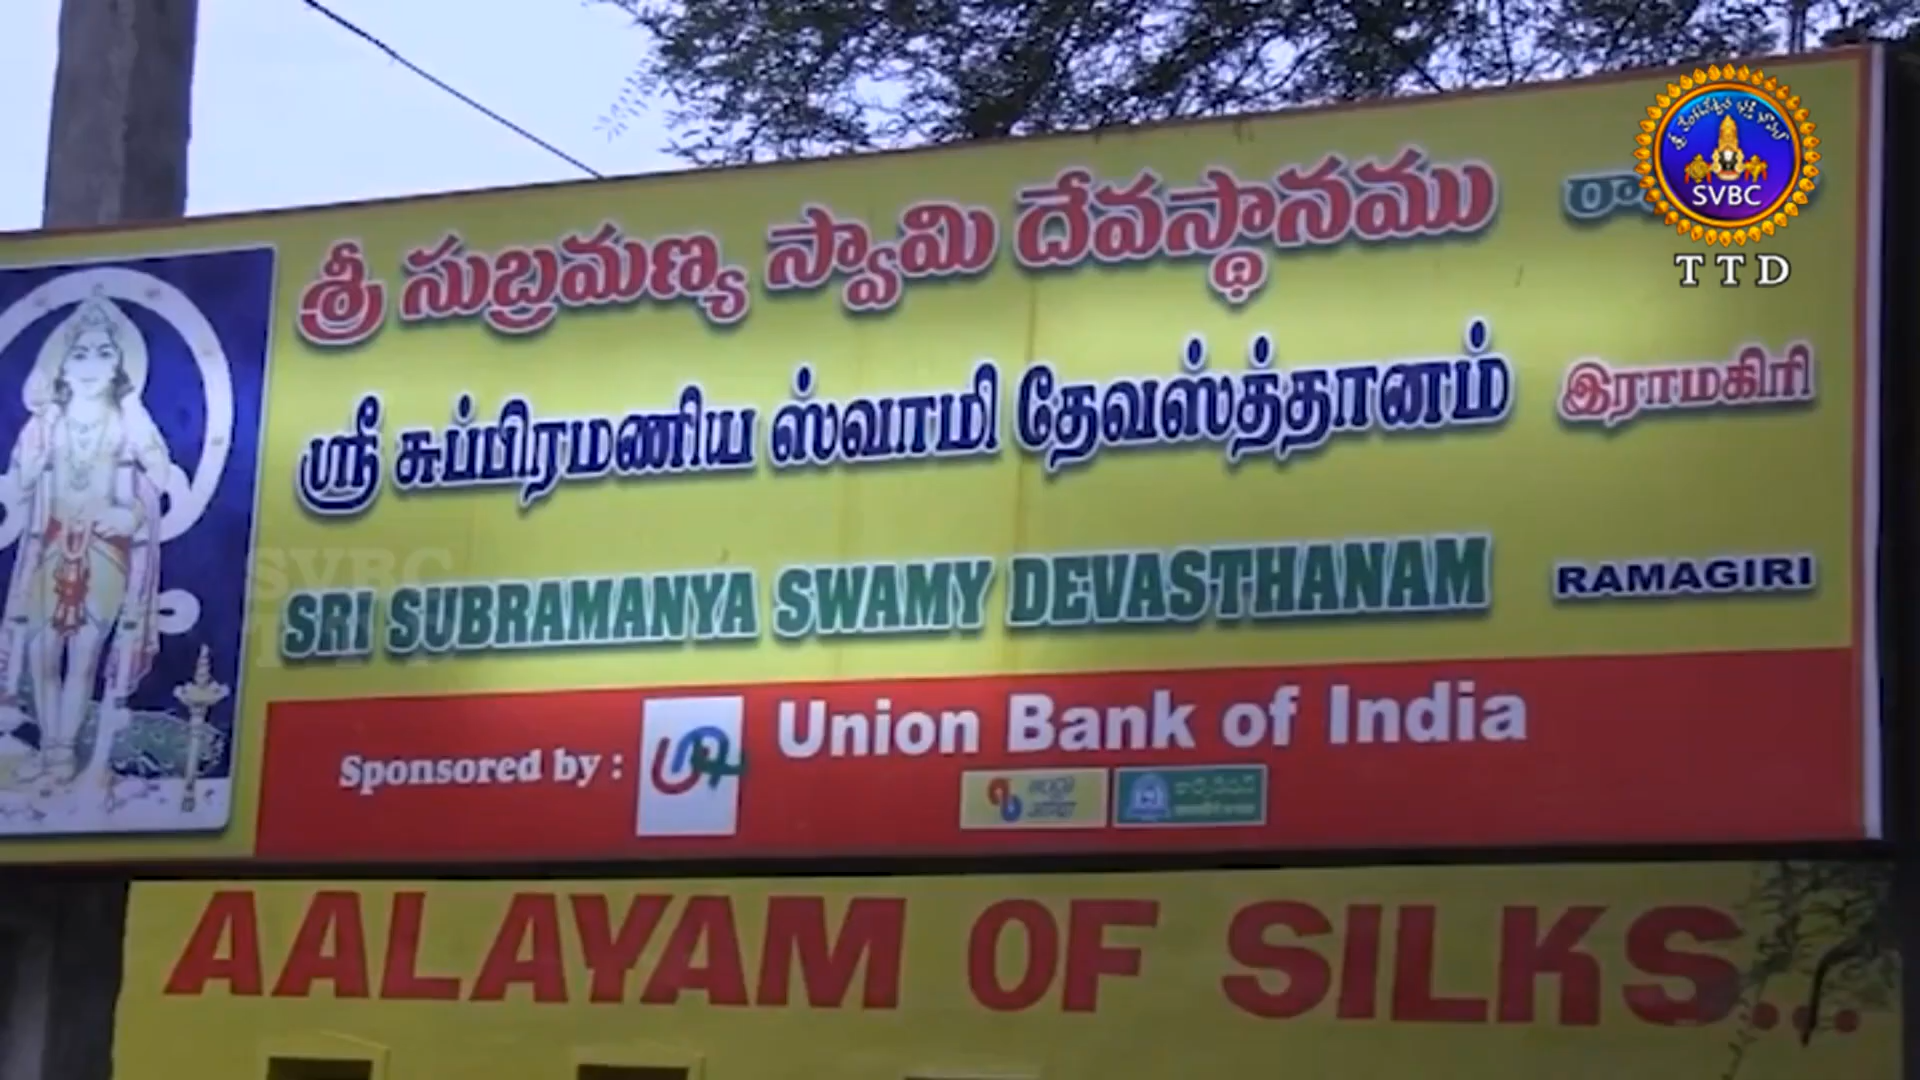 శ్రీ సుబ్రమణ్య స్వామి దేవస్థానము
SVBC
TTD
ஸ்ரீ சுப்பிரமணிய ஸ்வாமி தேவஸ்த்தானம் இராமகிரி
SRI SUBRAMANYA SWAMY DEVASTHANAM RAMAGIRI
Sponsored by : Union Bank of India
AALAYAM OF SILKS...